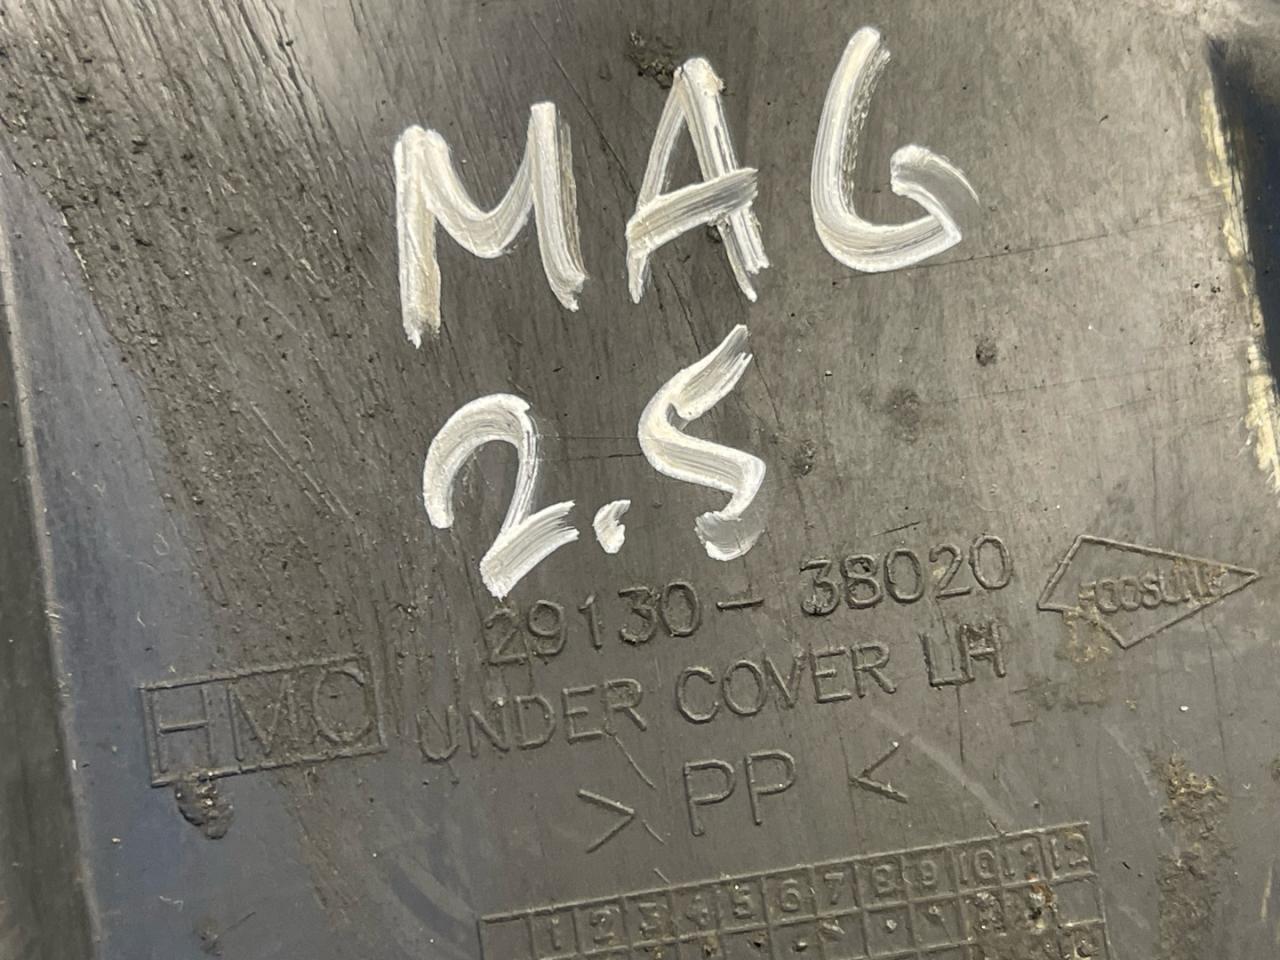 MAG
2.5
29130-38020
HMC UNDER COVER LH
> PP <
1 2 3 4 5 6 7 8 9 10 11 12